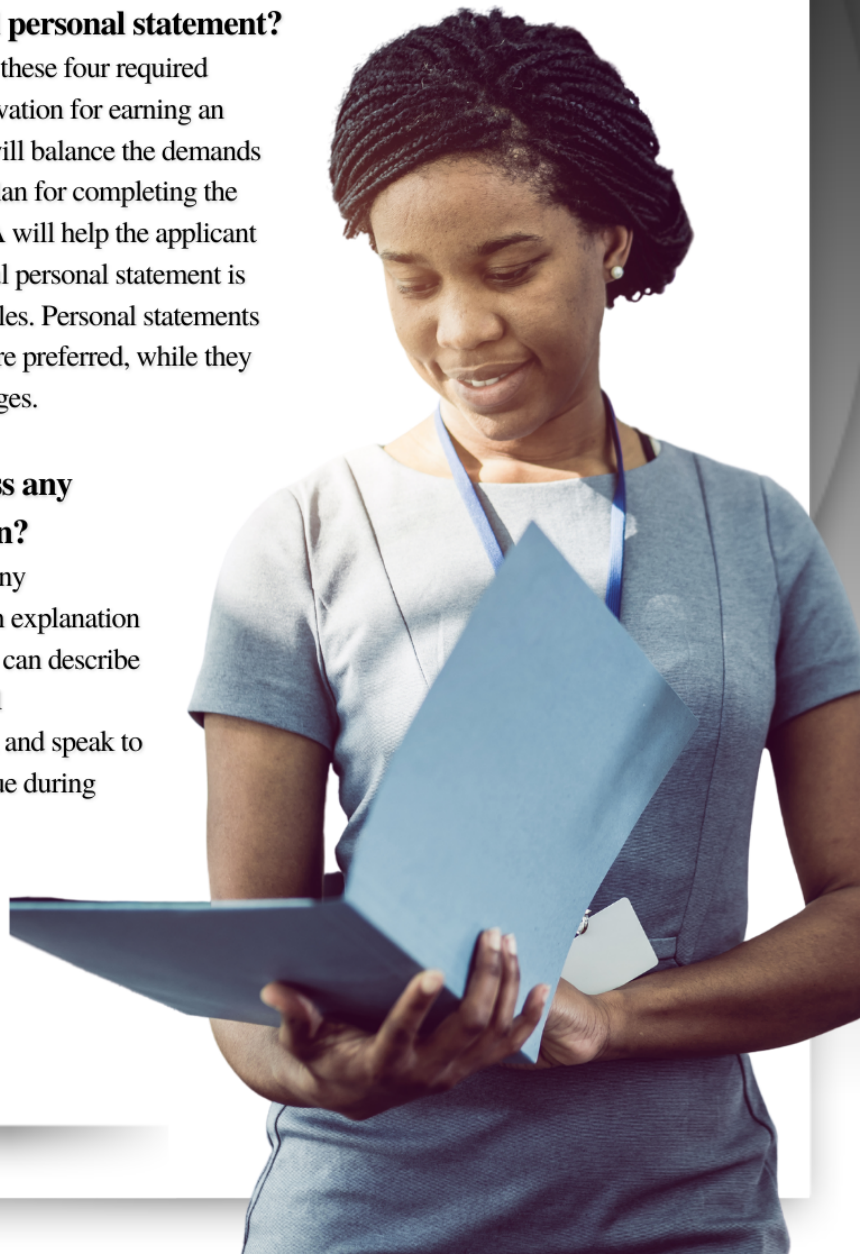 personal statement?
these four required
vation for earning an
ill balance the demands
lan for completing the
A will help the applicant
l personal statement is
les. Personal statements
re preferred, while they
ges.
ss any
n?
ny
n explanation
can describe
l
and speak to
ue during